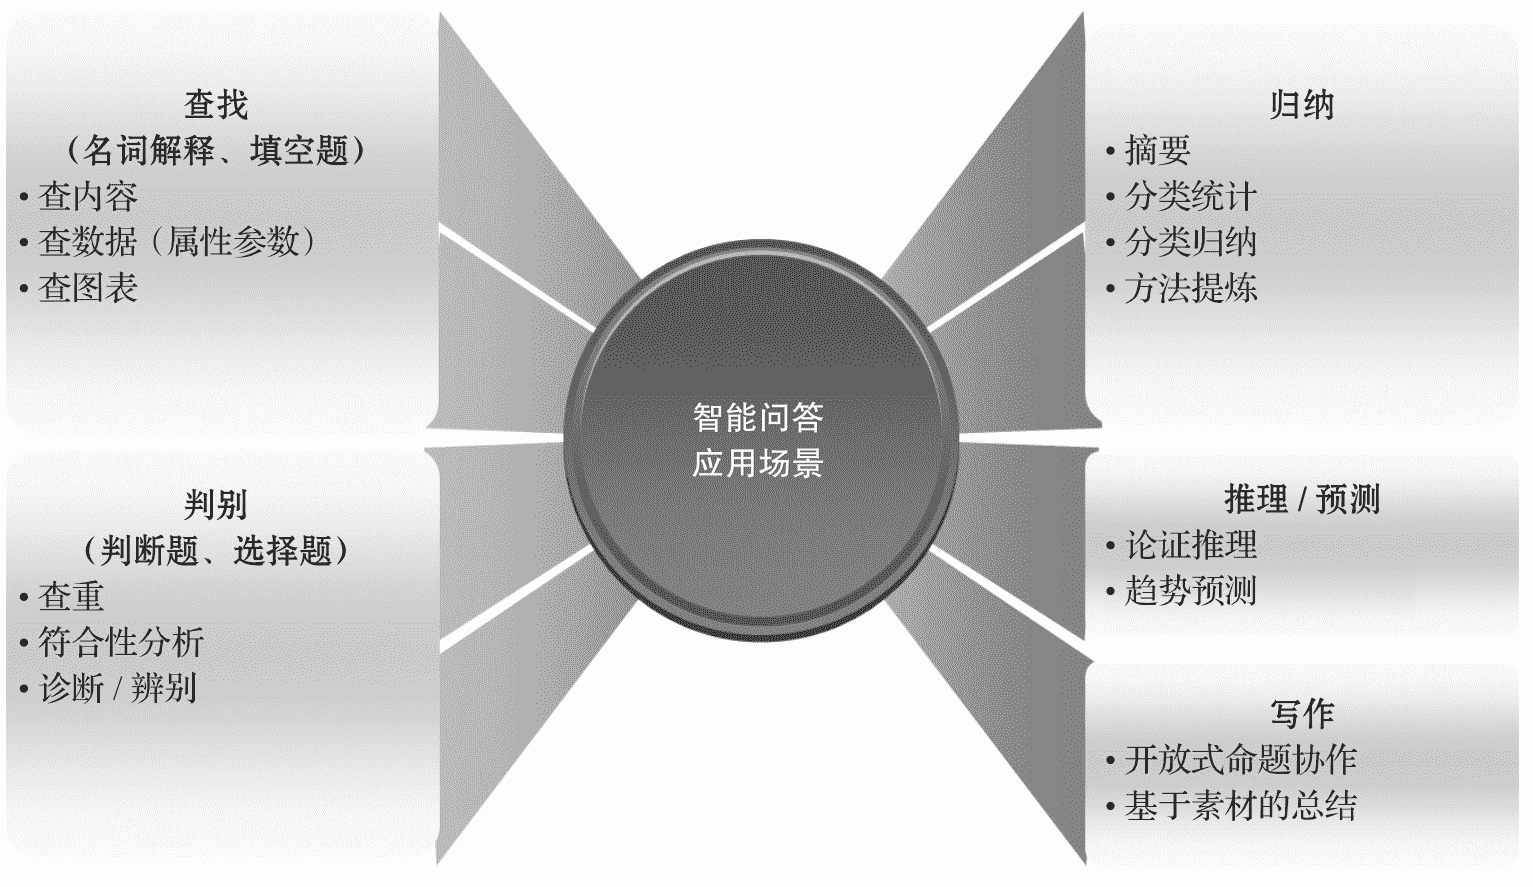 查找
（名词解释、填空题）
• 查内容
• 查数据（属性参数）
• 查图表
判别
（判断题、选择题）
• 查重
• 符合性分析
• 诊断 / 辨别
智能问答
应用场景
归纳
• 摘要
• 分类统计
• 分类归纳
• 方法提炼
推理 / 预测
• 论证推理
• 趋势预测
写作
• 开放式命题协作
• 基于素材的总结